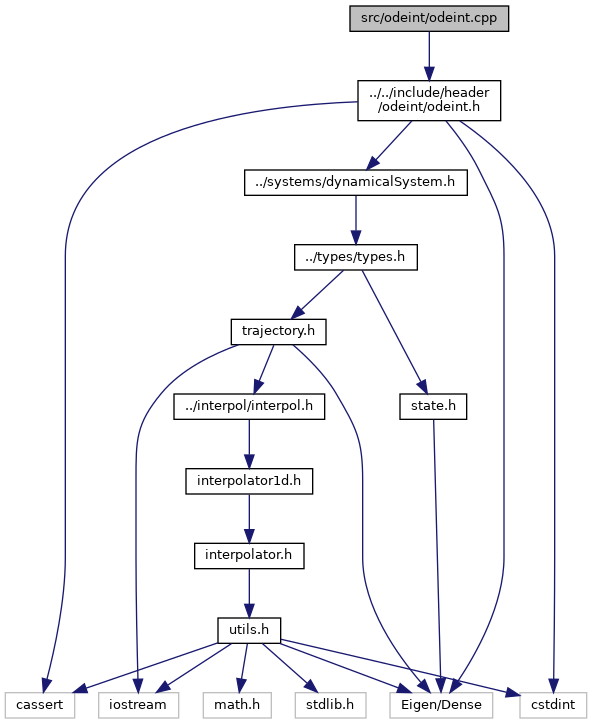 src/odeint/odeint.cpp
../../include/header
/odeint/odeint.h
../systems/dynamicalSystem.h
../types/types.h
trajectory.h
../interpol/interpol.h
state.h
interpolator1d.h
interpolator.h
utils.h
cassert
iostream
math.h
stdlib.h
Eigen/Dense
cstdint